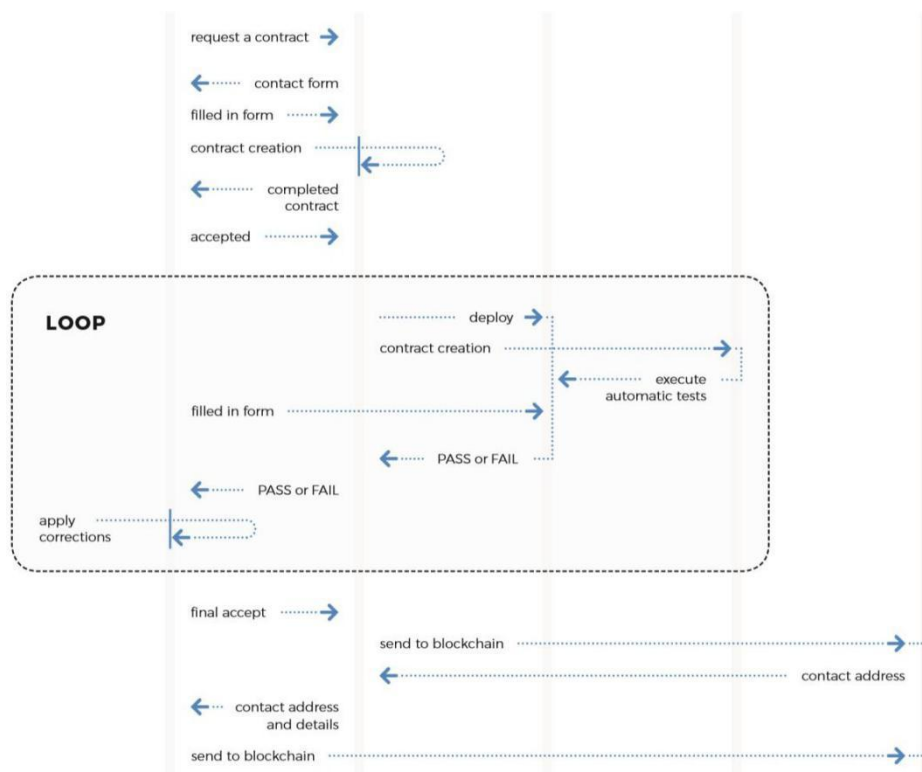 request a contract
contact form
filled in form
contract creation
completed
contract
accepted
LOOP
deploy
contract creation
execute
automatic tests
filled in form
PASS or FAIL
PASS or FAIL
apply
corrections
final accept
send to blockchain
contact address
contact address
and details
send to blockchain